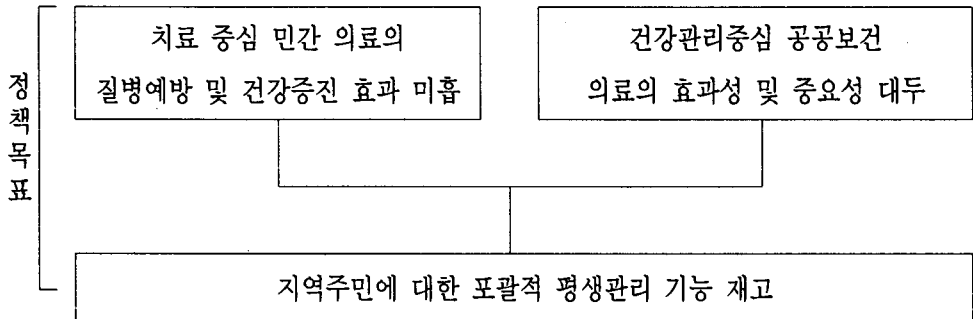 정책목표
치료 중심 민간 의료의
질병예방 및 건강증진 효과 미흡
건강관리중심 공공보건
의료의 효과성 및 중요성 대두
지역주민에 대한 포괄적 평생관리 기능 재고